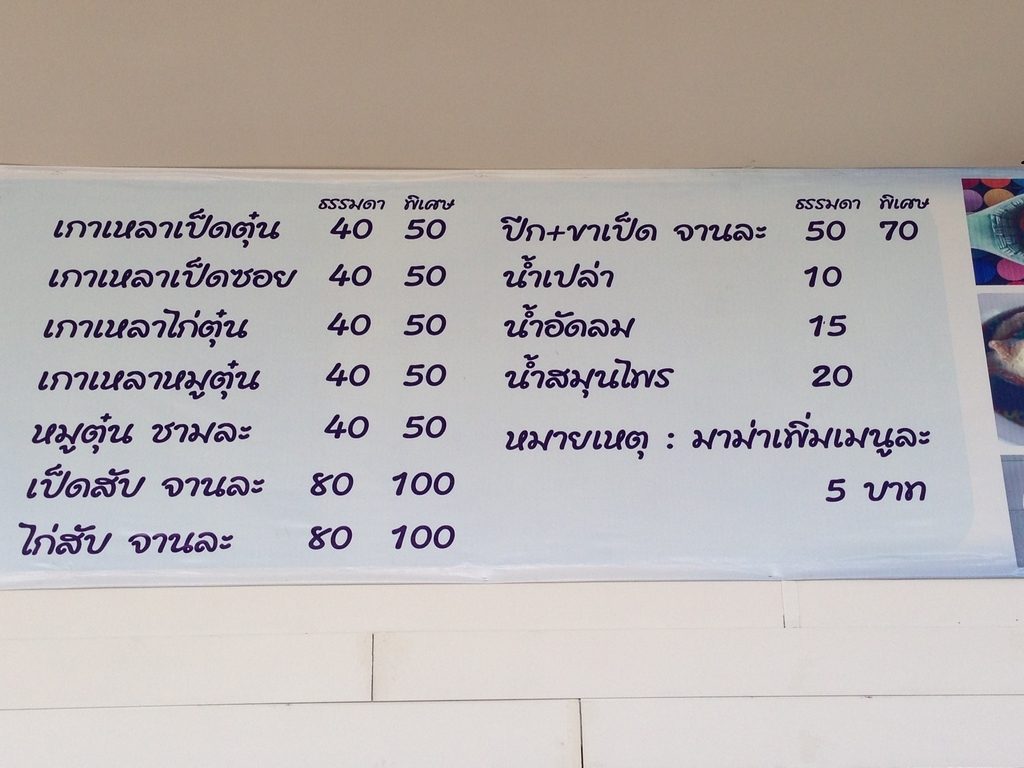 ธรรมดา พิเศษ
เกาเหลาเป็ดตุ๋น 40 50
เกาเหลาเป็ดซอย 40 50
เกาเหลาไก่ตุ๋น 40 50
เกาเหลาหมูตุ๋น 40 50
หมูตุ๋น ชามละ 40 50
เป็ดสับ จานละ 80 100
ไก่สับ จานละ 80 100
ธรรมดา พิเศษ
ปีก+ขาเป็ด จานละ 50 70
น้ำเปล่า 10
น้ำอัดลม 15
น้ำสมุนไพร 20
หมายเหตุ : มาม่าเพิ่มเมนูละ
5 บาท